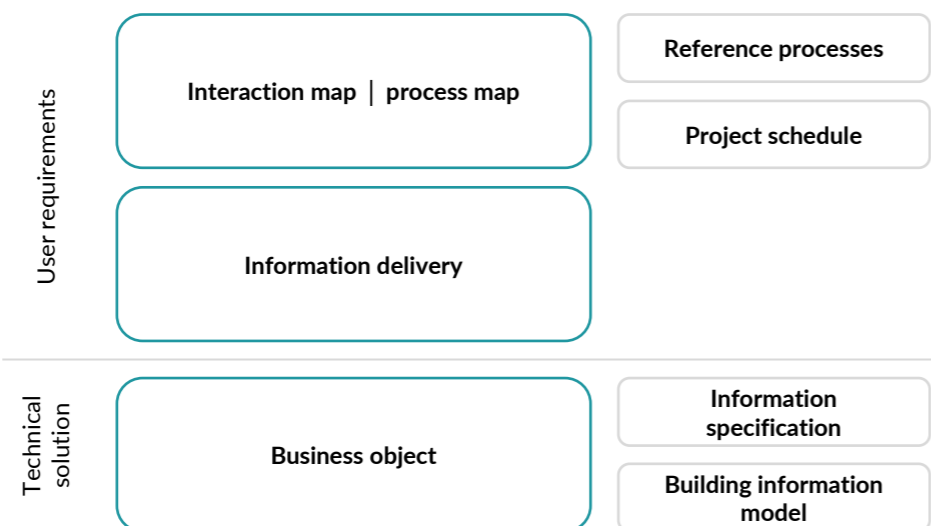 User requirements
Interaction map | process map
Reference processes
Project schedule
Information delivery
Technical
solution
Business object
Information
specification
Building information
model